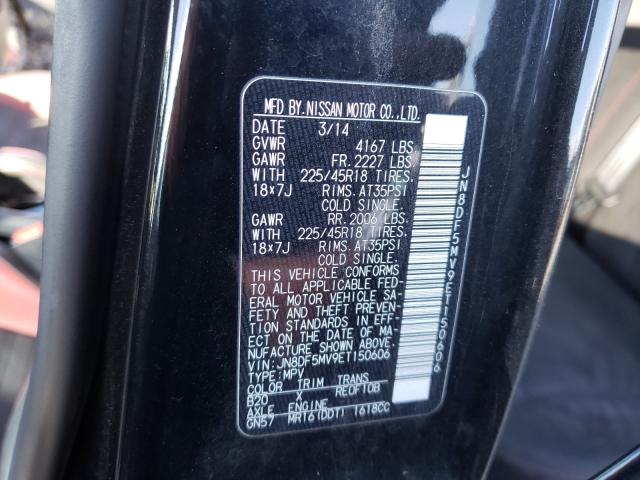 MFD BY.NISSAN MOTOR CO.,LTD.
DATE 3/14
GVWR 4167 LBS.
GAWR FR. 2227 LBS.
WITH 225/45R18 TIRES.
18×7J RIMS. AT35PSI
COLD SINGLE.
GAWR RR. 2006 LBS.
WITH 225/45R18 TIRES.
18×7J RIMS. AT35PSI
COLD SINGLE.
THIS VEHICLE CONFORMS
TO ALL APPLICABLE FED-
ERAL MOTOR VEHICLE SA-
FETY AND THEFT PREVEN-
TION STANDARDS IN EFF-
ECT ON THE DATE OF MA-
NUFACTURE SHOWN ABOVE.
VIN:JN8DF5MV9ET150606
TYPE:MPV
COLOR TRIM TRANS
B20 X RE0F10B
AXLE ENGINE
GN57 MR16(DDT) 1618CC
JN8DF5MV9ET150606